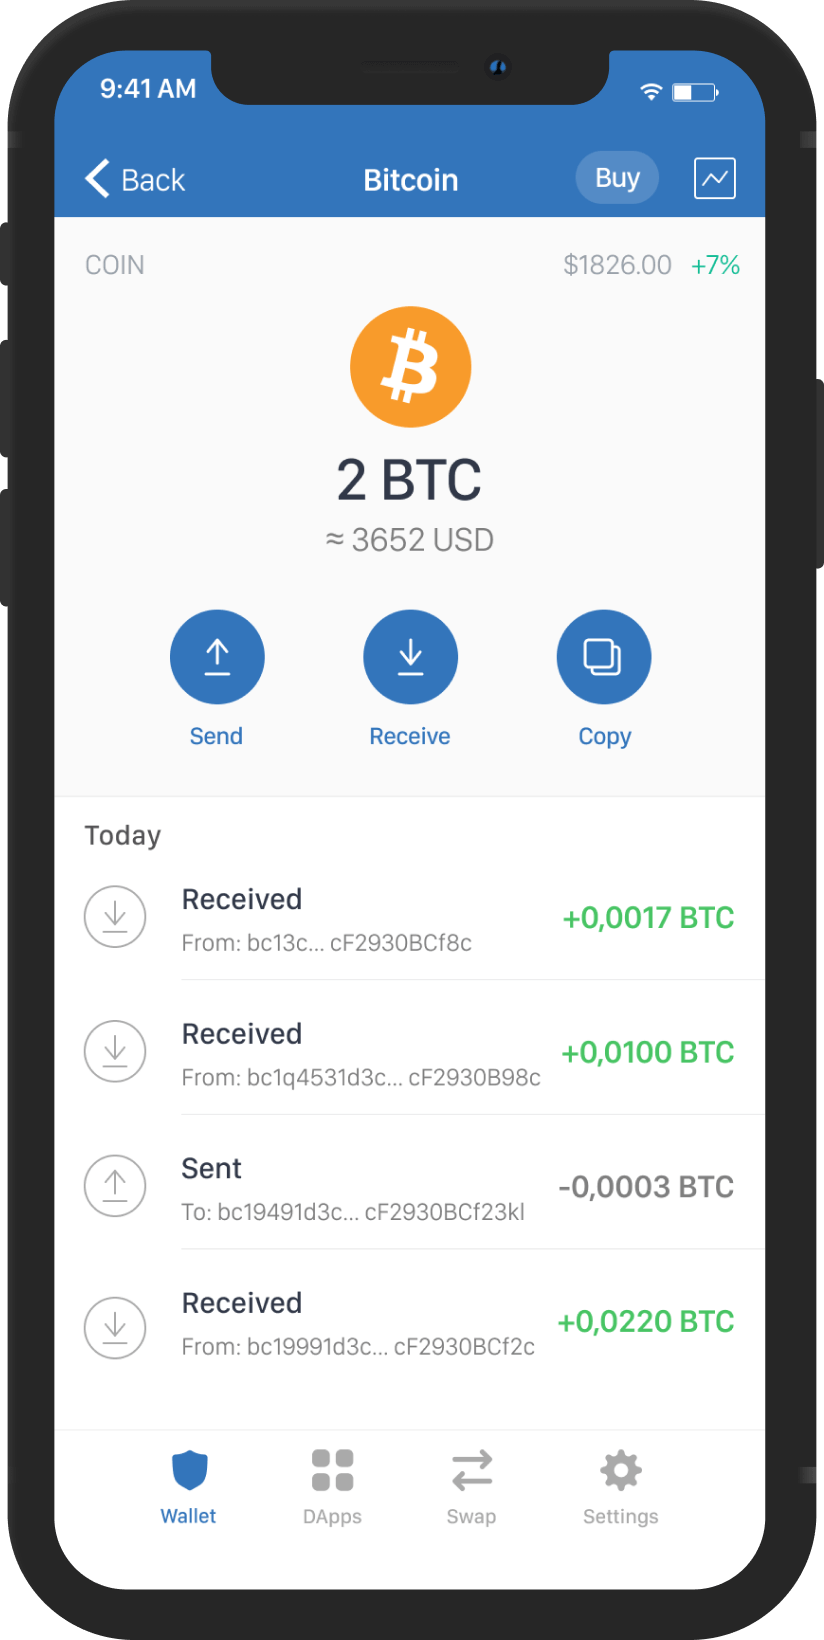 9:41 AM
Back
Bitcoin
Buy
COIN
$1826.00 +7%
2 BTC
≈ 3652 USD
Send
Receive
Copy
Today
Received
+0,0017 BTC
From: bc13c... cF2930BCf8c
Received
+0,0100 BTC
From: bc1q4531d3c... cF2930B98c
Sent
-0,0003 BTC
To: bc19491d3c... cF2930BCf23kl
Received
+0,0220 BTC
From: bc19991d3c... cF2930BCf2c
Wallet
DApps
Swap
Settings